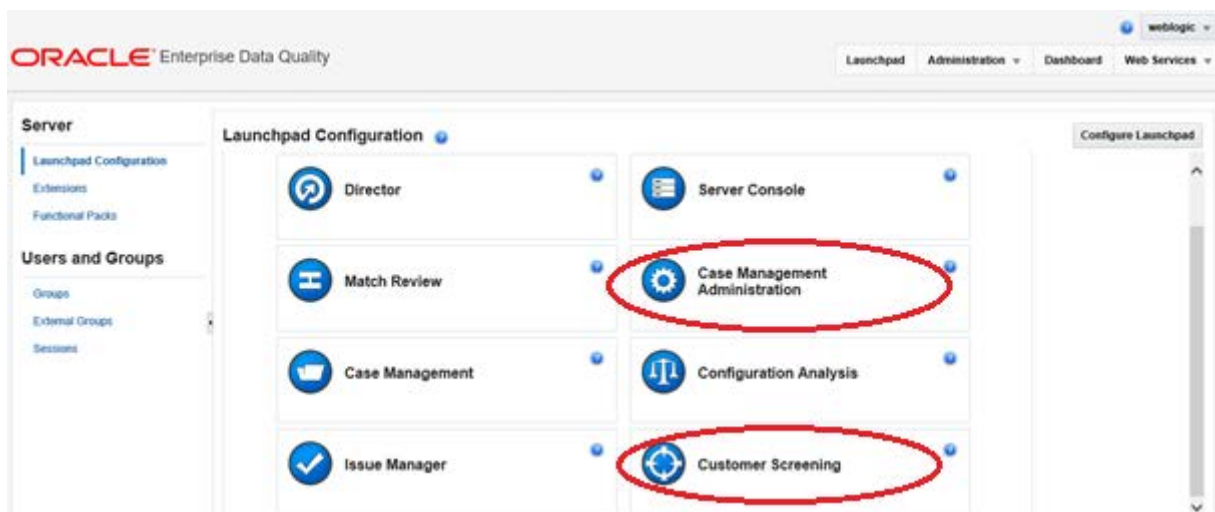 weblogic
ORACLE Enterprise Data Quality
Launchpad Administration Dashboard Web Services
Server
Launchpad Configuration
Extensions
Functional Packs
Users and Groups
Groups
External Groups
Sessions
Launchpad Configuration
Configure Launchpad
Director
Server Console
Match Review
Case Management
Administration
Case Management
Configuration Analysis
Issue Manager
Customer Screening